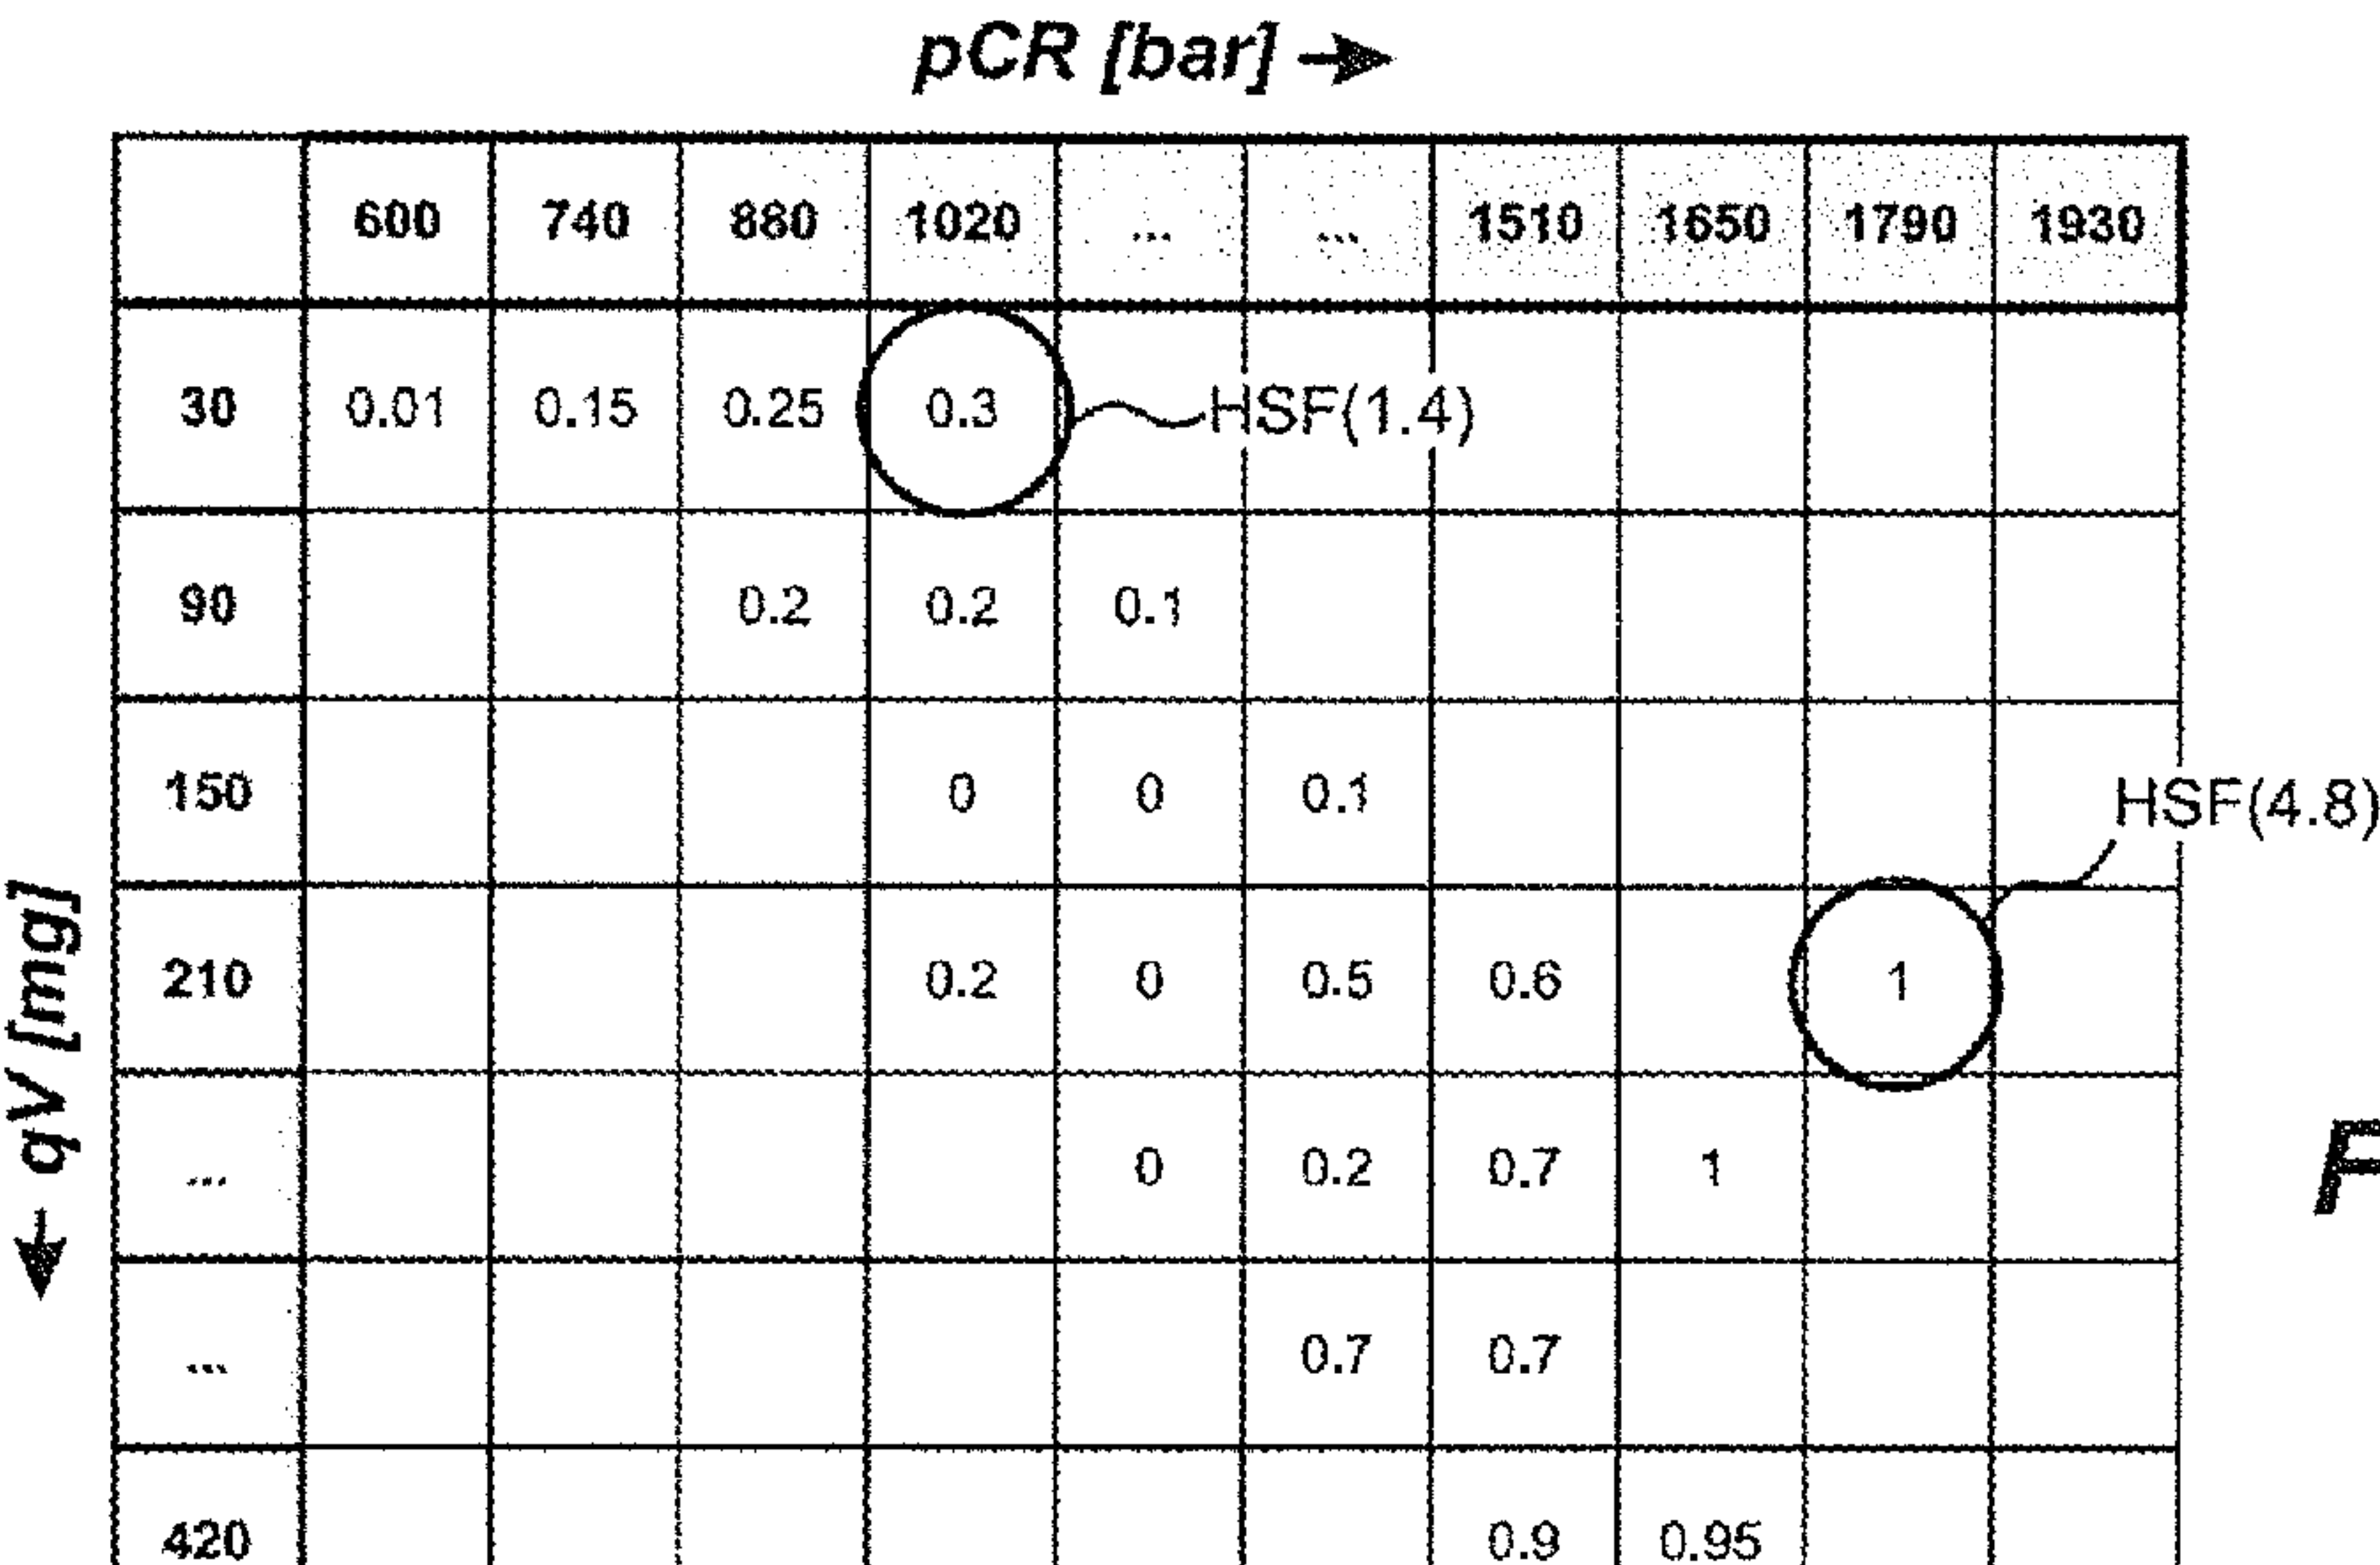 pCR [bar]
600 740 880 1020 ... ... 1510 1650 1790 1930
30 0.01 0.15 0.25 0.3 HSF(1.4)
90 0.2 0.2 0.1
150 0 0 0.1
HSF(4.8)
qV [mg]
210 0.2 0 0.5 0.6 1
... 0 0.2 0.7 1
F
... 0.7 0.7
420 0.9 0.95